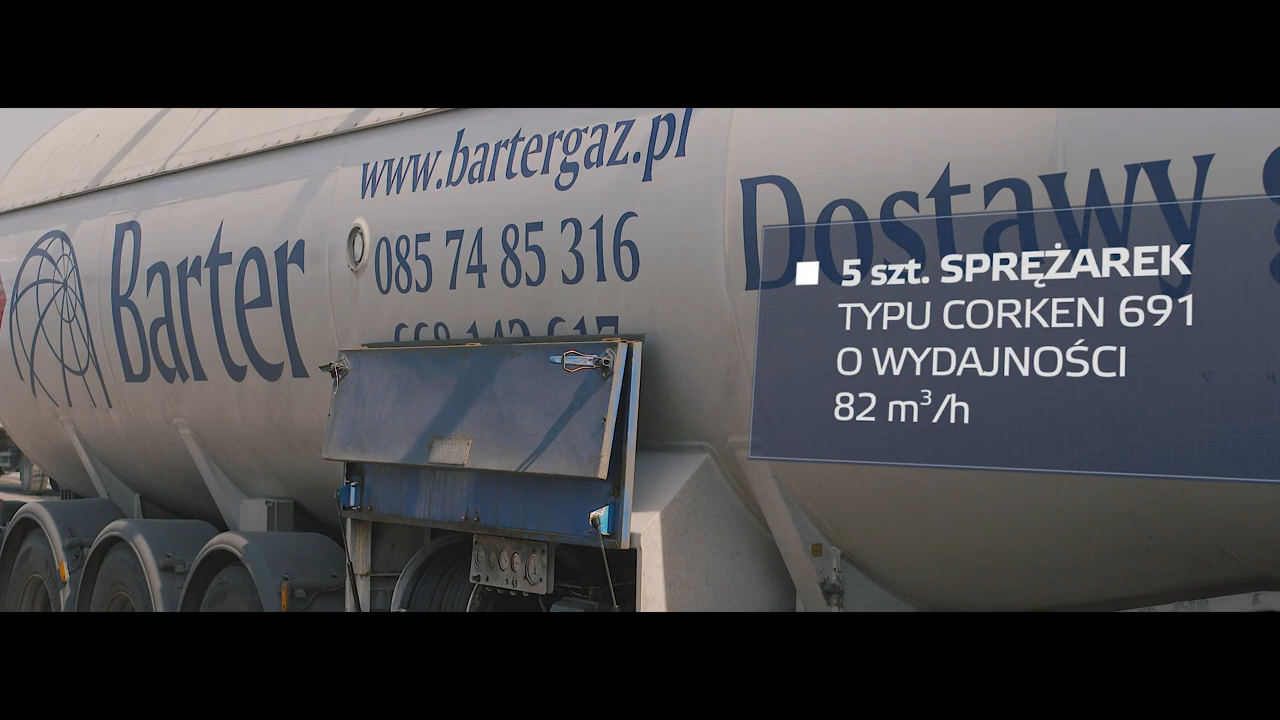 www.bartergaz.pl
Barter
085 74 85 316
Dostawy
5 szt. SPRĘŻAREK
TYPU CORKEN 691
O WYDAJNOŚCI
82 m³/h